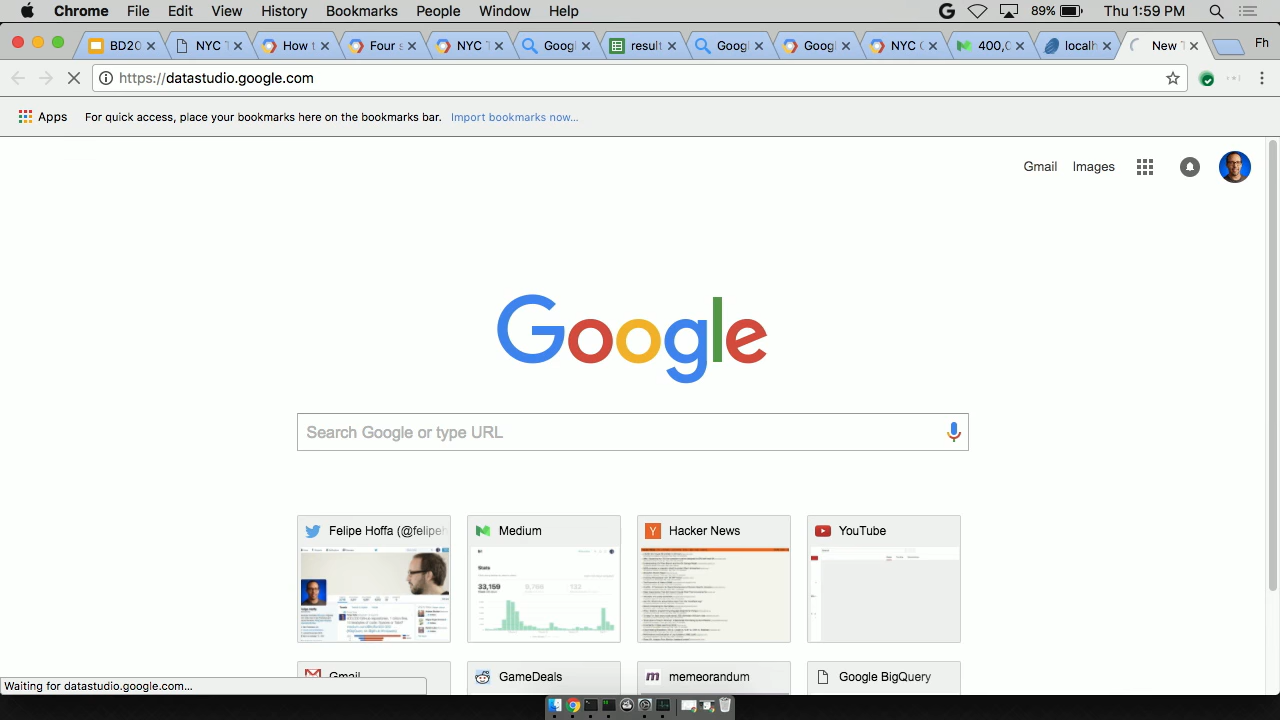 Chrome File Edit View History Bookmarks People Window Help 89% Thu 1:59 PM
BD20 NYC T How t Four s NYC T Googl result Googl Googl NYC C 400,0 localh New T Fh
https://datastudio.google.com
Apps For quick access, place your bookmarks here on the bookmarks bar. Import bookmarks now...
Gmail Images
Google
Search Google or type URL
Felipe Hoffa (@felipeh Medium Hacker News YouTube
Stats
33,159
Gmail GameDeals memeorandum Google BigQuery
Waiting for datastudio.google.com...